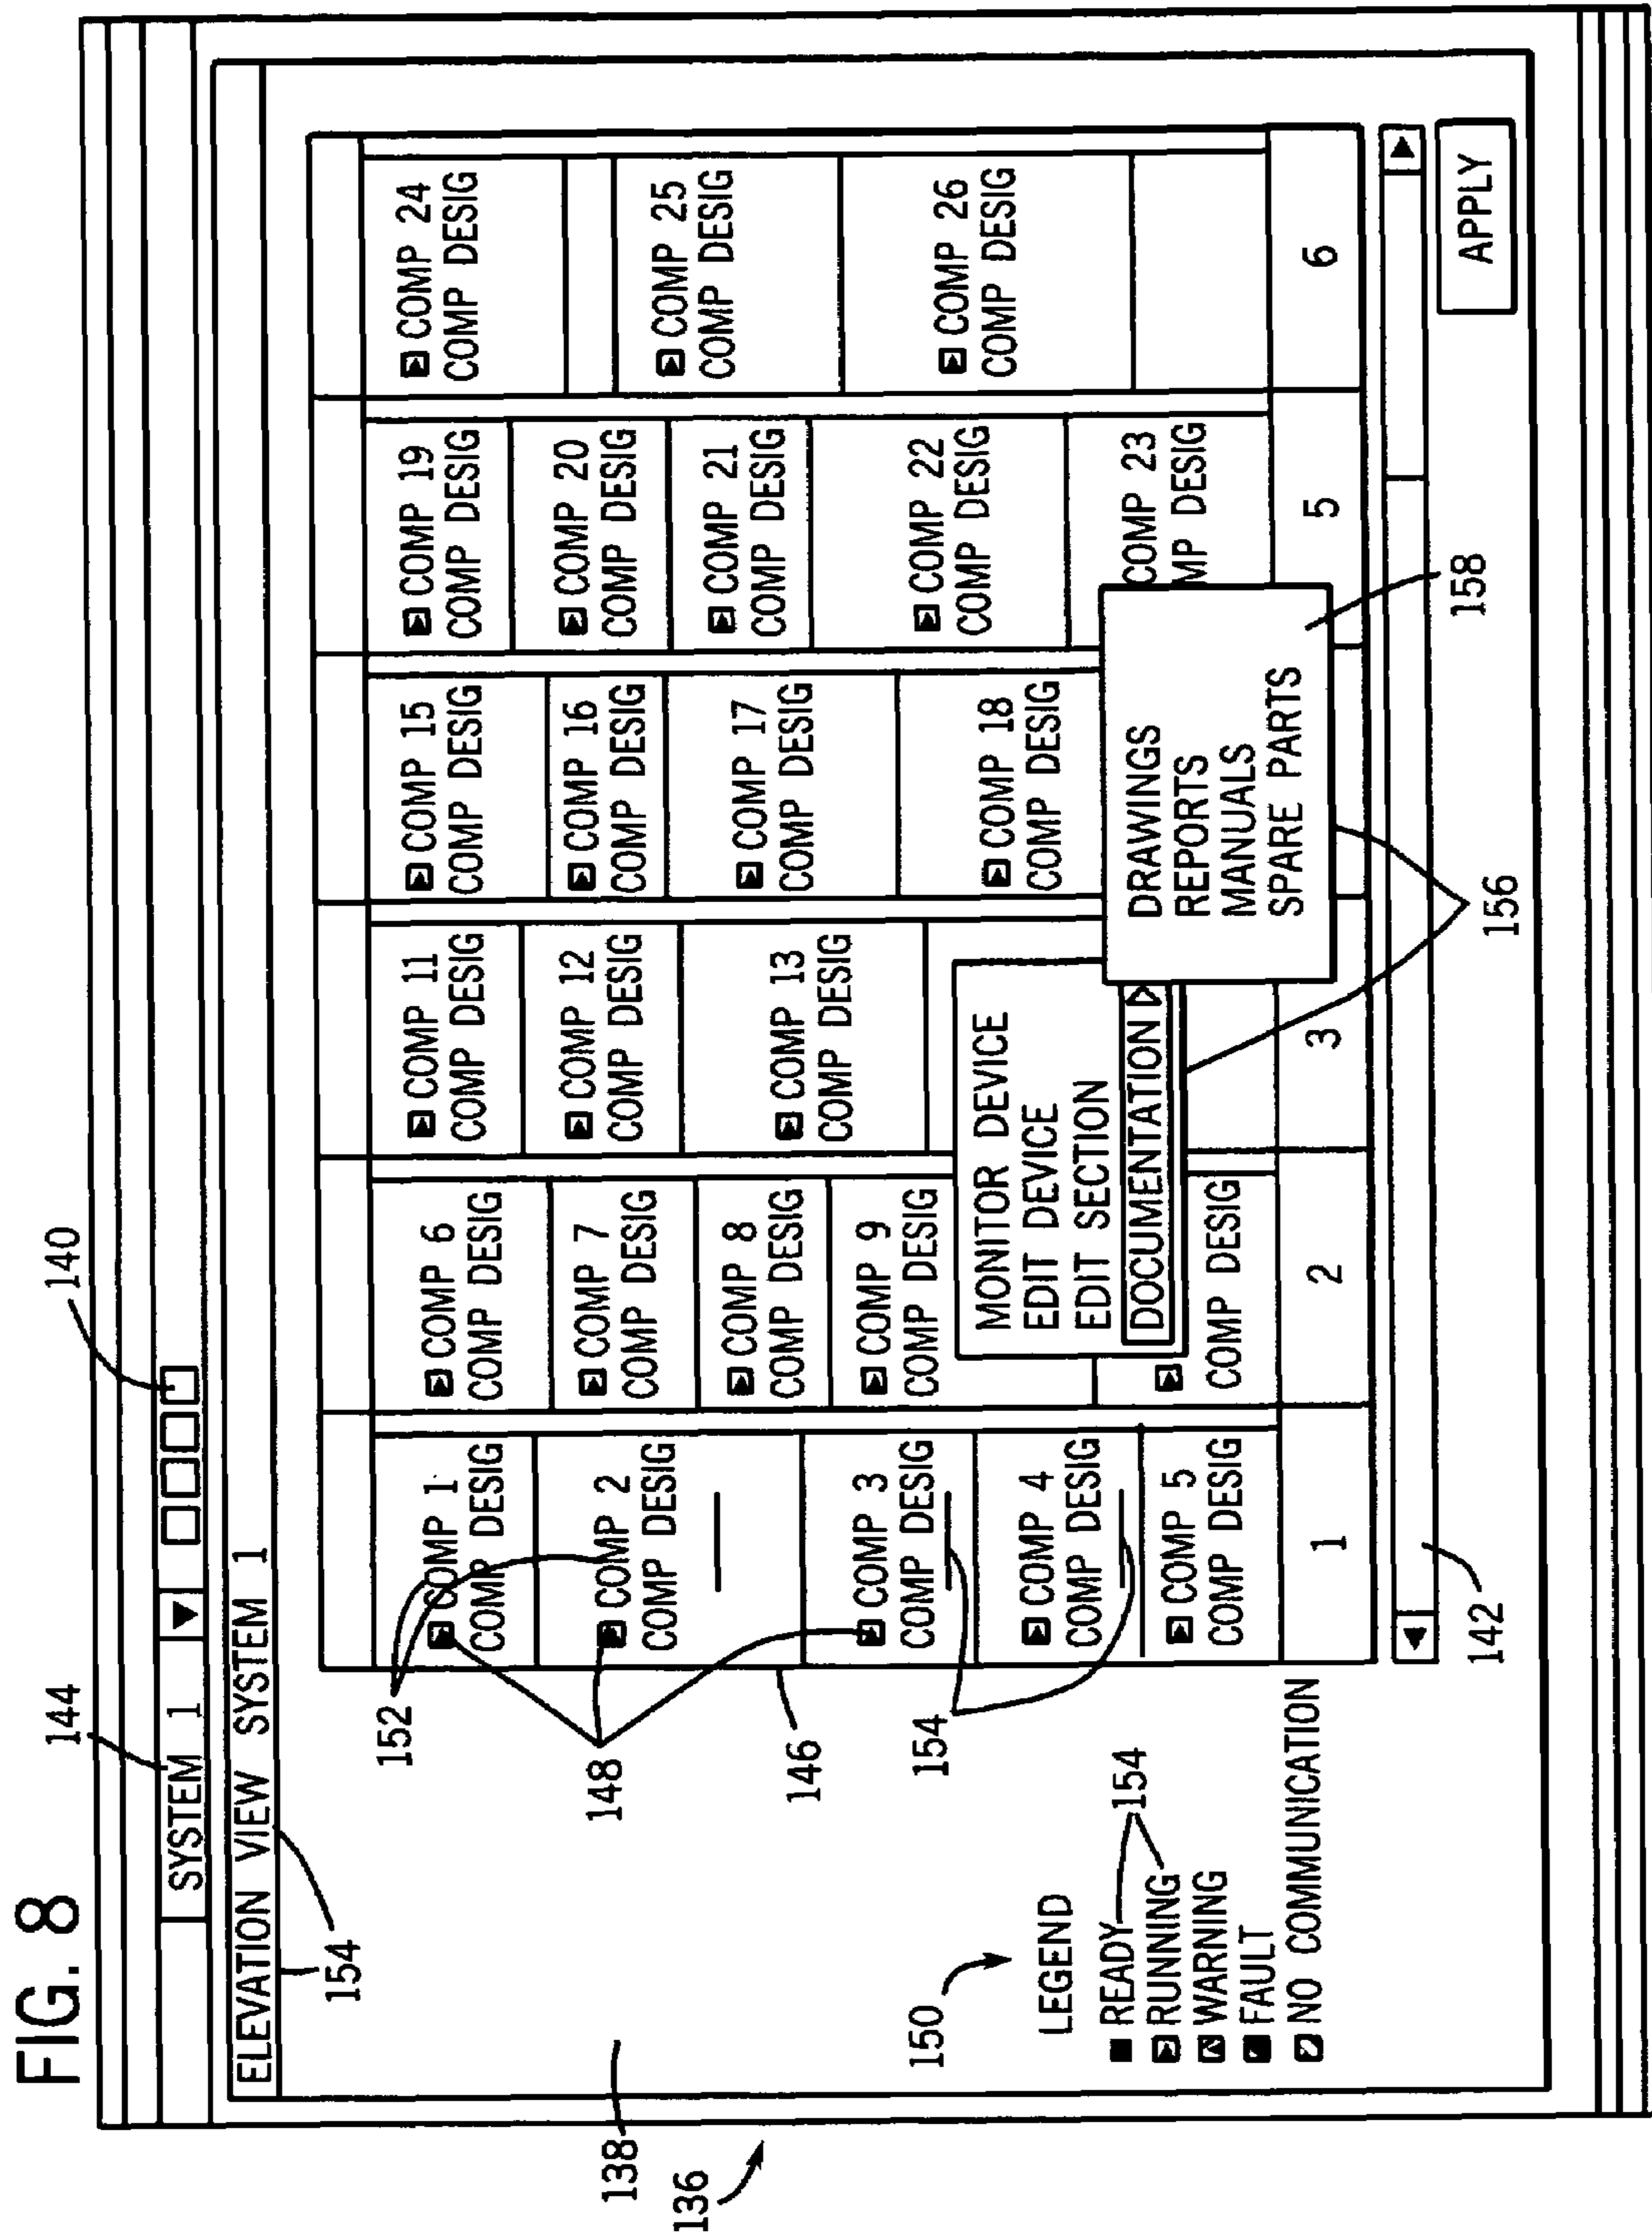 FIG. 8
144
140
SYSTEM 1
ELEVATION VIEW SYSTEM 1
154
138
136
152
148
146
154
150
LEGEND
READY
RUNNING
154
WARNING
FAULT
NO COMMUNICATION
COMP 1
COMP DESIG
COMP 2
COMP DESIG
COMP 3
COMP DESIG
COMP 4
COMP DESIG
COMP 5
COMP DESIG
1
COMP 6
COMP DESIG
COMP 7
COMP DESIG
COMP 8
COMP DESIG
COMP 9
COMP DESIG
COMP DESIG
2
COMP 11
COMP DESIG
COMP 12
COMP DESIG
COMP 13
COMP DESIG
3
MONITOR DEVICE
EDIT DEVICE
EDIT SECTION
DOCUMENTATION
COMP 15
COMP DESIG
COMP 16
COMP DESIG
COMP 17
COMP DESIG
COMP 18
COMP DESIG
DRAWINGS
REPORTS
MANUALS
SPARE PARTS
COMP 19
COMP DESIG
COMP 20
COMP DESIG
COMP 21
COMP DESIG
COMP 22
COMP DESIG
COMP 23
MP DESIG
5
COMP 24
COMP DESIG
COMP 25
COMP DESIG
COMP 26
COMP DESIG
6
142
156
158
APPLY